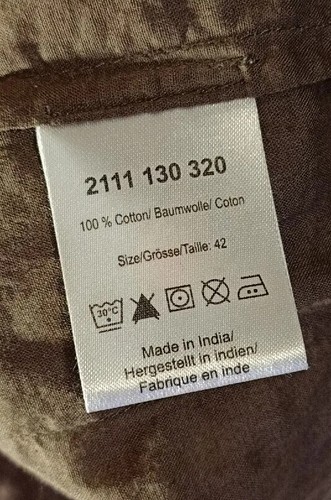 2111 130 320
100 % Cotton/ Baumwolle/ Coton
Size/Grösse/Taille: 42
30°C
Made in India/
Hergestellt in indien/
Fabrique en inde